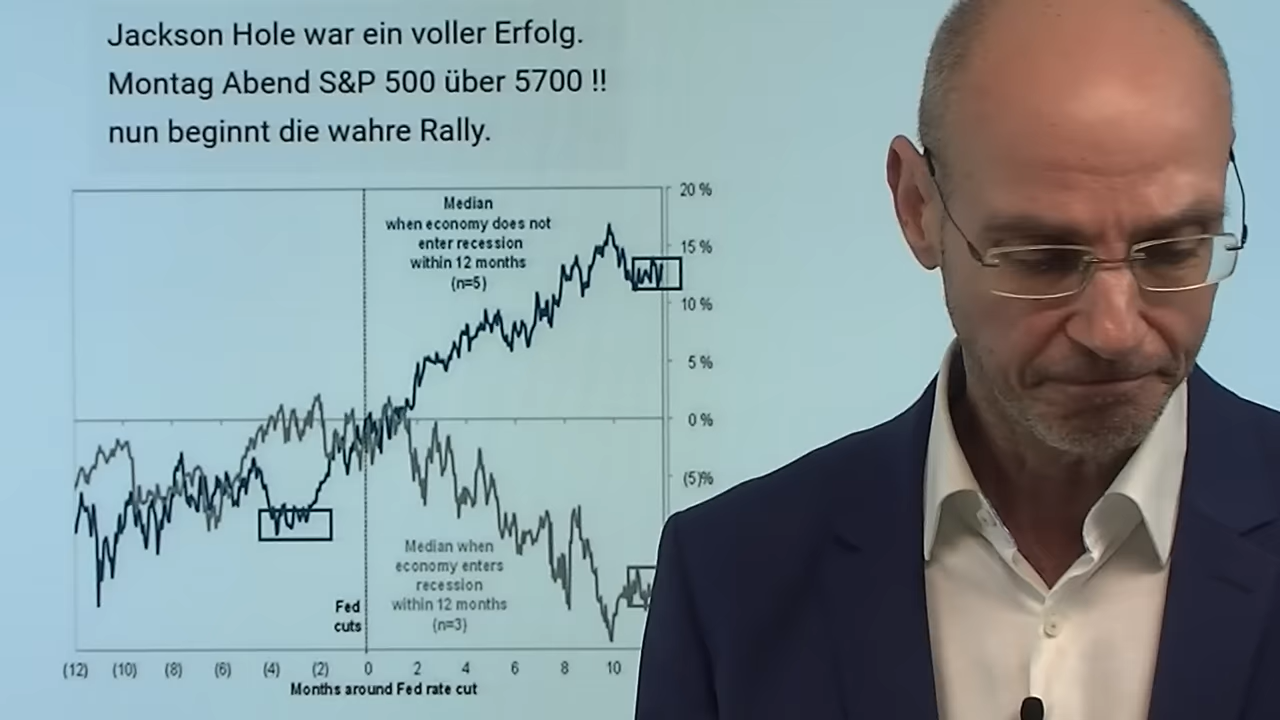 Jackson Hole war ein voller Erfolg.
Montag Abend S&P 500 über 5700 !!
nun beginnt die wahre Rally.
20 %
Median
when economy does not
enter recession
within 12 months
(n=5)
15 %
10 %
5 %
0 %
(5)%
Median when
economy enters
recession
within 12 months
(n=3)
Fed
cuts
(12) (10) (8) (6) (4) (2) 0 2 4 6 8 10
Months around Fed rate cut